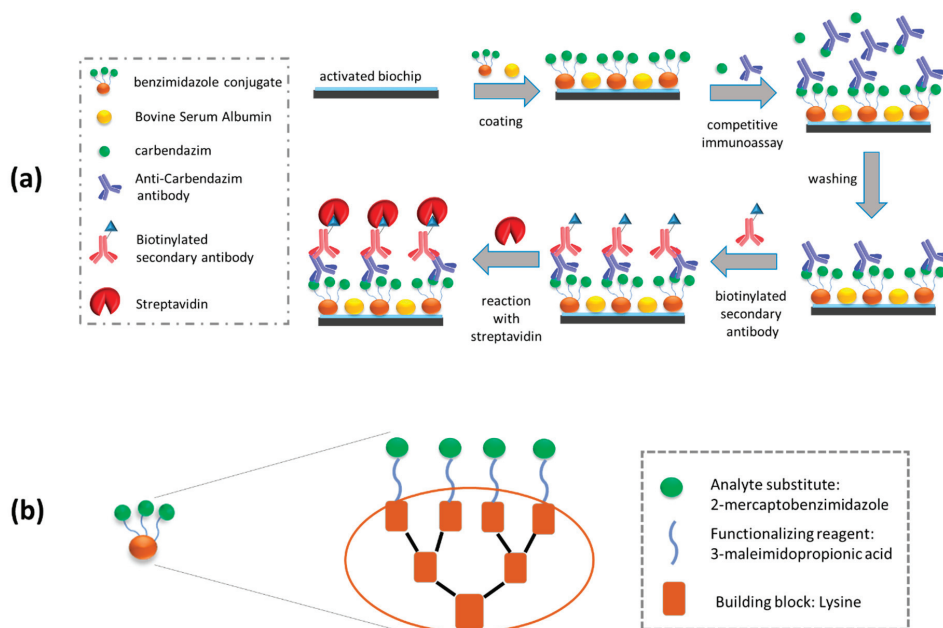 (a)
benzimidazole conjugate
Bovine Serum Albumin
carbendazim
Anti-Carbendazim
antibody
Biotinylated
secondary antibody
Streptavidin
activated biochip
coating
competitive
immunoassay
washing
biotinylated
secondary
antibody
reaction
with
streptavidin
(b)
Analyte substitute:
2-mercaptobenzimidazole
Functionalizing reagent:
3-maleimidopropionic acid
Building block: Lysine